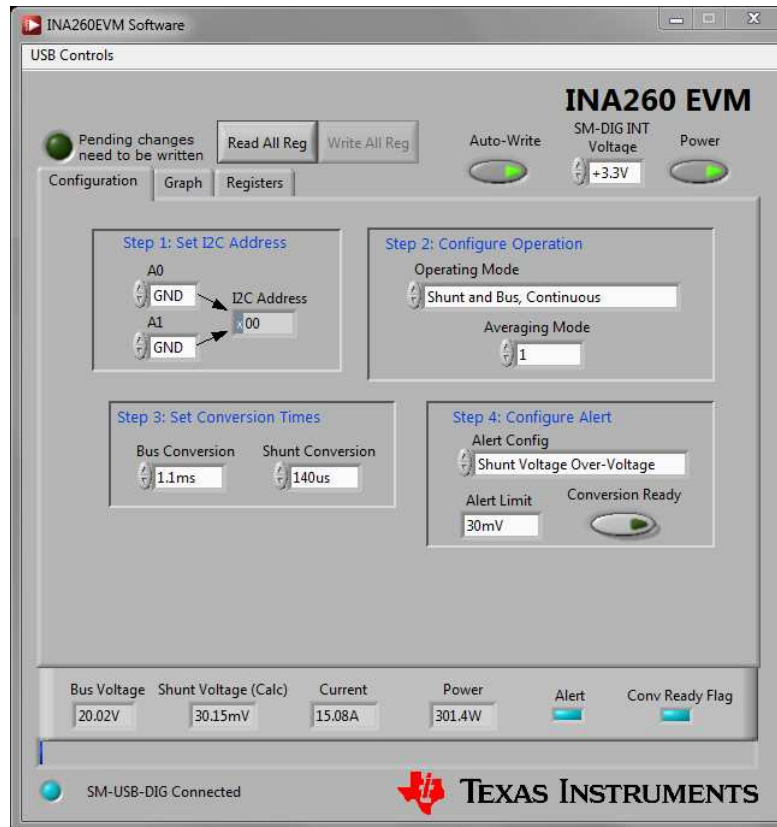 INA260EVM Software
USB Controls
INA260 EVM
Pending changes
need to be written
Read All Reg
Write All Reg
Auto-Write
SM-DIG INT
Voltage
+3.3V
Power
Configuration
Graph
Registers
Step 1: Set I2C Address
A0
GND
I2C Address
x00
A1
GND
Step 2: Configure Operation
Operating Mode
Shunt and Bus, Continuous
Averaging Mode
1
Step 3: Set Conversion Times
Bus Conversion
Shunt Conversion
1.1ms
140us
Step 4: Configure Alert
Alert Config
Shunt Voltage Over-Voltage
Alert Limit
Conversion Ready
30mV
Bus Voltage
Shunt Voltage (Calc)
Current
Power
Alert
Conv Ready Flag
20.02V
30.15mV
15.08A
301.4W
SM-USB-DIG Connected
TEXAS INSTRUMENTS